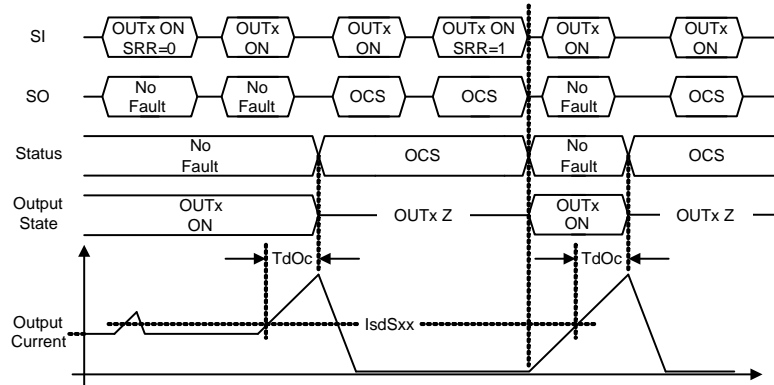 SI
OUTx ON
SRR=0
OUTx
ON
OUTx
ON
OUTx ON
SRR=1
OUTx
ON
OUTx
ON
SO
No
Fault
No
Fault
OCS
OCS
No
Fault
OCS
Status
No
Fault
OCS
No
Fault
OCS
Output
State
OUTx
ON
OUTx Z
OUTx
ON
OUTx Z
TdOc
TdOc
Output
Current
IsdSxx